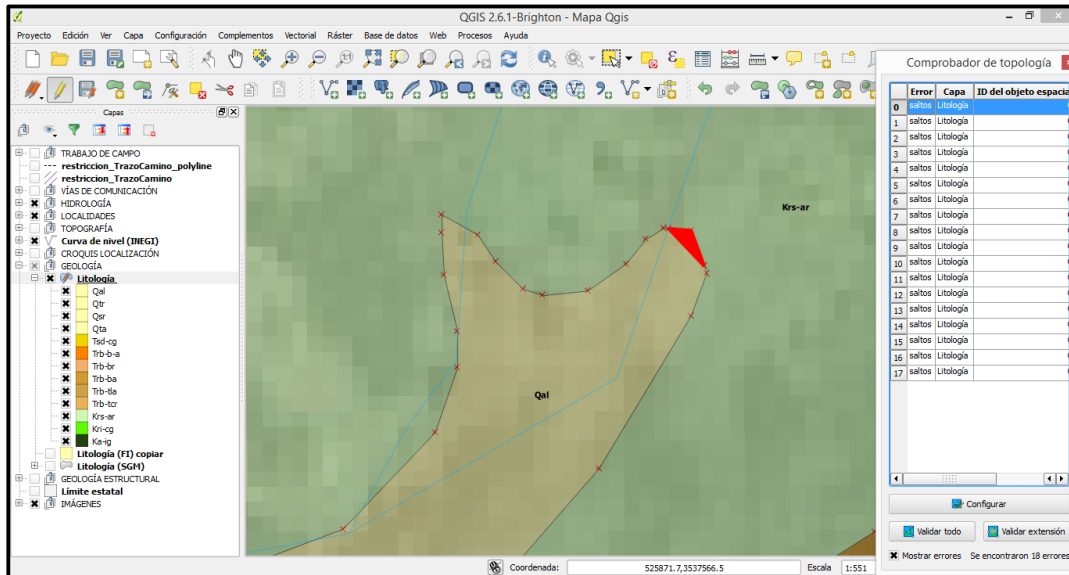 QGIS 2.6.1-Brighton - Mapa Qgis
Proyecto Edición Ver Capa Configuración Complementos Vectorial Ráster Base de datos Web Procesos Ayuda
Capas
TRABAJO DE CAMPO
restriccion_TrazoCamino_polyline
restriccion_TrazoCamino
VÍAS DE COMUNICACIÓN
HIDROLOGÍA
LOCALIDADES
TOPOGRAFÍA
Curva de nivel (INEGI)
CROQUIS LOCALIZACIÓN
GEOLOGÍA
Litología
Qal
Qtr
Qsr
Qta
Tsd-cg
Trb-b-a
Trb-br
Trb-ba
Trb-tla
Trb-tcr
Krs-ar
Kri-cg
Ka-ig
Litología (FI) copiar
Litología (SGM)
GEOLOGÍA ESTRUCTURAL
Límite estatal
IMÁGENES
Krs-ar
Qal
Comprobador de topología
Error Capa ID del objeto espacia
0 saltos Litología
1 saltos Litología
2 saltos Litología
3 saltos Litología
4 saltos Litología
5 saltos Litología
6 saltos Litología
7 saltos Litología
8 saltos Litología
9 saltos Litología
10 saltos Litología
11 saltos Litología
12 saltos Litología
13 saltos Litología
14 saltos Litología
15 saltos Litología
16 saltos Litología
17 saltos Litología
Configurar
Validar todo Validar extensión
Mostrar errores Se encontraron 18 errores
Coordenada: 525871.7,3537566.5 Escala 1:551